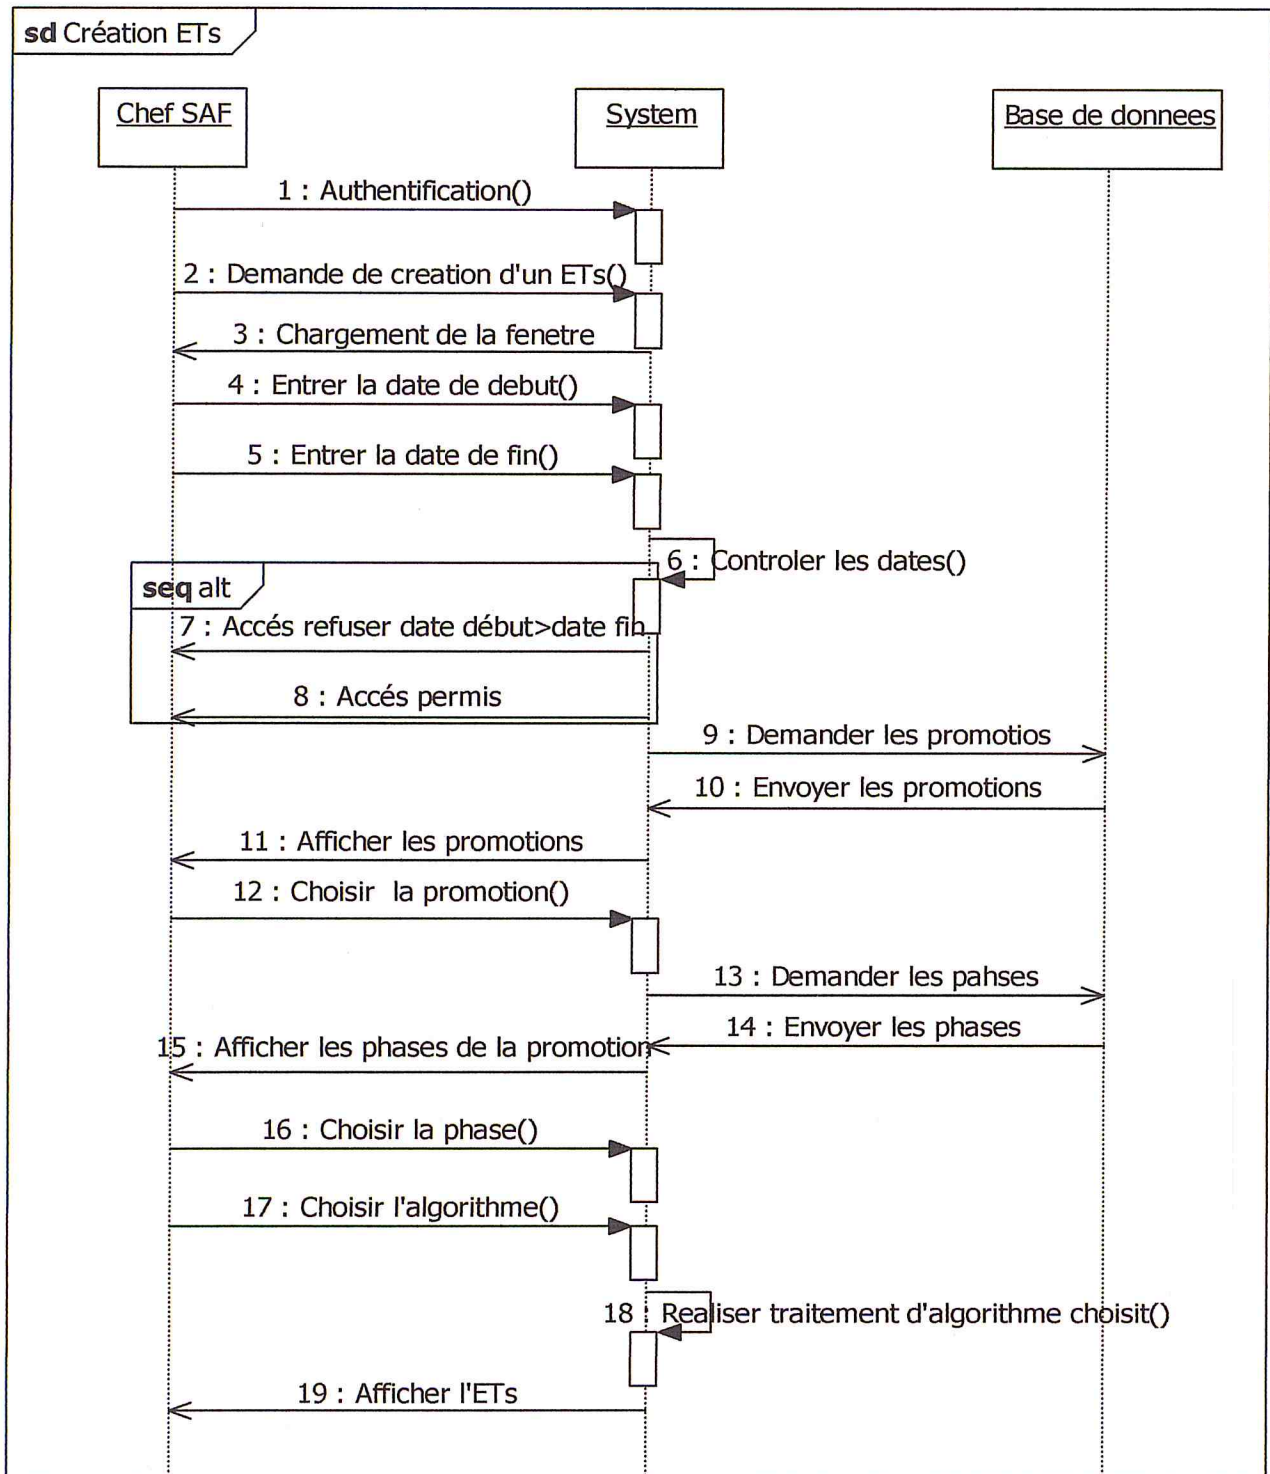 sd Création ETs
Chef SAF
System
Base de donnees
1 : Authentification()
2 : Demande de creation d'un ETs()
3 : Chargement de la fenetre
4 : Entrer la date de debut()
5 : Entrer la date de fin()
6 : Controler les dates()
seq alt
7 : Accés refuser date début>date fin
8 : Accés permis
9 : Demander les promotios
10 : Envoyer les promotions
11 : Afficher les promotions
12 : Choisir la promotion()
13 : Demander les pahses
14 : Envoyer les phases
15 : Afficher les phases de la promotion
16 : Choisir la phase()
17 : Choisir l'algorithme()
18 : Realiser traitement d'algorithme choisit()
19 : Afficher l'ETs